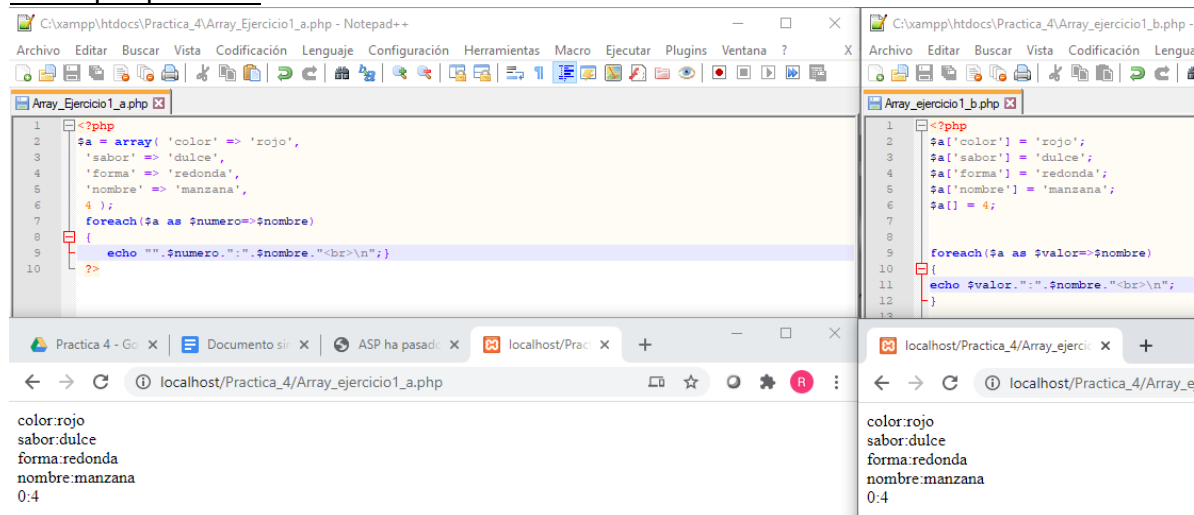 C:\xampp\htdocs\Practica_4\Array_Ejercicio1_a.php - Notepad++
Archivo Editar Buscar Vista Codificación Lenguaje Configuración Herramientas Macro Ejecutar Plugins Ventana ? X
Array_Ejercicio1_a.php
1 <?php
2 $a = array( 'color' => 'rojo',
3 'sabor' => 'dulce',
4 'forma' => 'redonda',
5 'nombre' => 'manzana',
6 4 );
7 foreach($a as $numero=>$nombre)
8 {
9 echo "".$numero.":".$nombre."<br>\n";}
10 ?>
Practica 4 - Go
Documento sin
ASP ha pasado
localhost/Prac
localhost/Practica_4/Array_ejercicio1_a.php
R
color:rojo
sabor:dulce
forma:redonda
nombre:manzana
0:4
C:\xampp\htdocs\Practica_4\Array_ejercicio1_b.php -
Archivo Editar Buscar Vista Codificación Lengua
Array_ejercicio1_b.php
1 <?php
2 $a['color'] = 'rojo';
3 $a['sabor'] = 'dulce';
4 $a['forma'] = 'redonda';
5 $a['nombre'] = 'manzana';
6 $a[] = 4;
7
8
9 foreach($a as $valor=>$nombre)
10 {
11 echo $valor.":".$nombre."<br>\n";
12 }
13
localhost/Practica_4/Array_ejercic
localhost/Practica_4/Array_e
color:rojo
sabor:dulce
forma:redonda
nombre:manzana
0:4